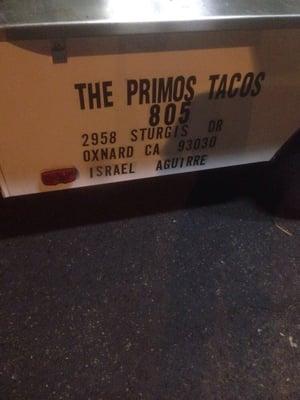 THE PRIMOS TACOS
805
2958 STURGIS DR
OXNARD CA 93030
ISRAEL AGUIRRE